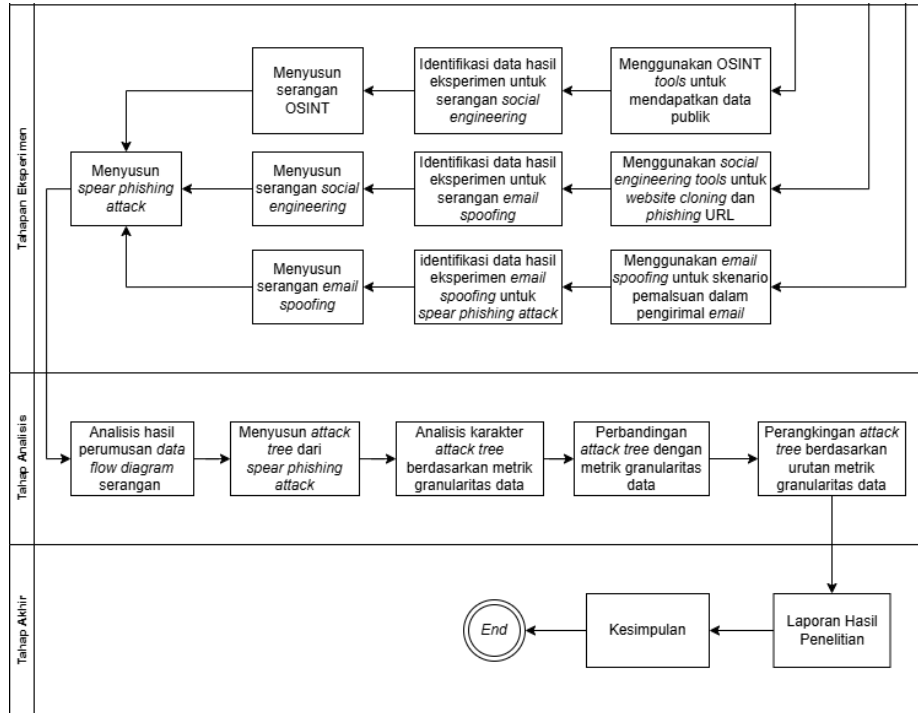 Tahapan Eksperimen
Menyusun
serangan
OSINT
Identifikasi data hasil
eksperimen untuk
serangan social
engineering
Menggunakan OSINT
tools untuk
mendapatkan data
publik
Menyusun
spear phishing
attack
Menyusun
serangan social
engineering
Identifikasi data hasil
eksperimen untuk
serangan email
spoofing
Menggunakan social
engineering tools untuk
website cloning dan
phishing URL
Menyusun
serangan email
spoofing
identifikasi data hasil
eksperimen email
spoofing untuk
spear phishing attack
Menggunakan email
spoofing untuk skenario
pemalsuan dalam
pengirimal email
Tahap Analisis
Analisis hasil
perumusan data
flow diagram
serangan
Menyusun attack
tree dari
spear phishing
attack
Analisis karakter
attack tree
berdasarkan metrik
granularitas data
Perbandingan
attack tree dengan
metrik granularitas
data
Perangkingan attack
tree berdasarkan
urutan metrik
granularitas data
Tahap Akhir
End
Kesimpulan
Laporan Hasil
Penelitian